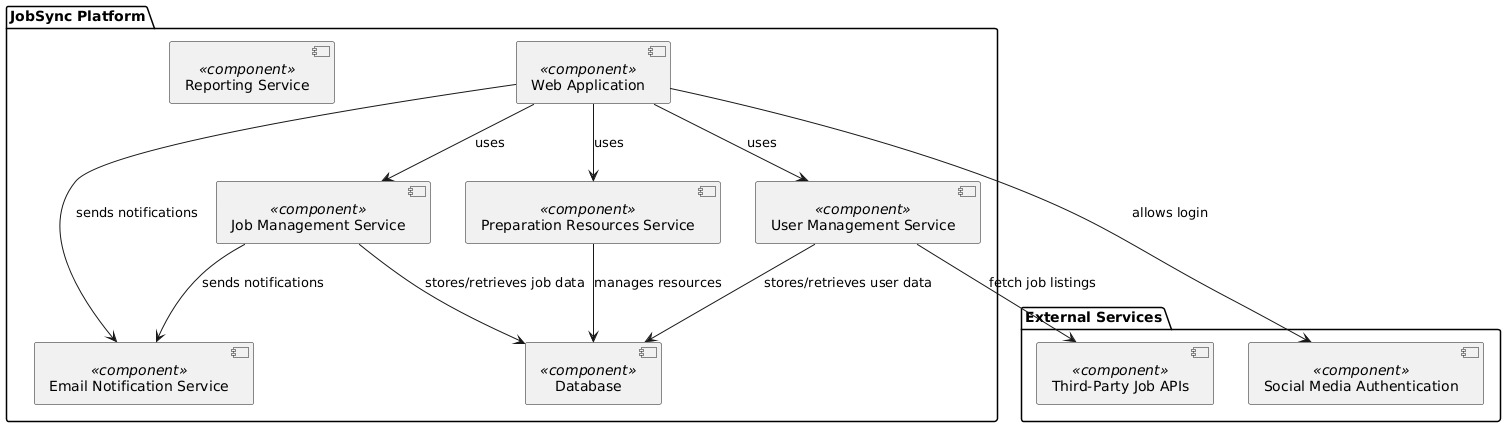 JobSync Platform
«component»
Reporting Service
«component»
Web Application
uses
uses
uses
sends notifications
allows login
«component»
Job Management Service
«component»
Preparation Resources Service
«component»
User Management Service
sends notifications
stores/retrieves job data
manages resources
stores/retrieves user data
fetch job listings
External Services
«component»
Email Notification Service
«component»
Database
«component»
Third-Party Job APIs
«component»
Social Media Authentication